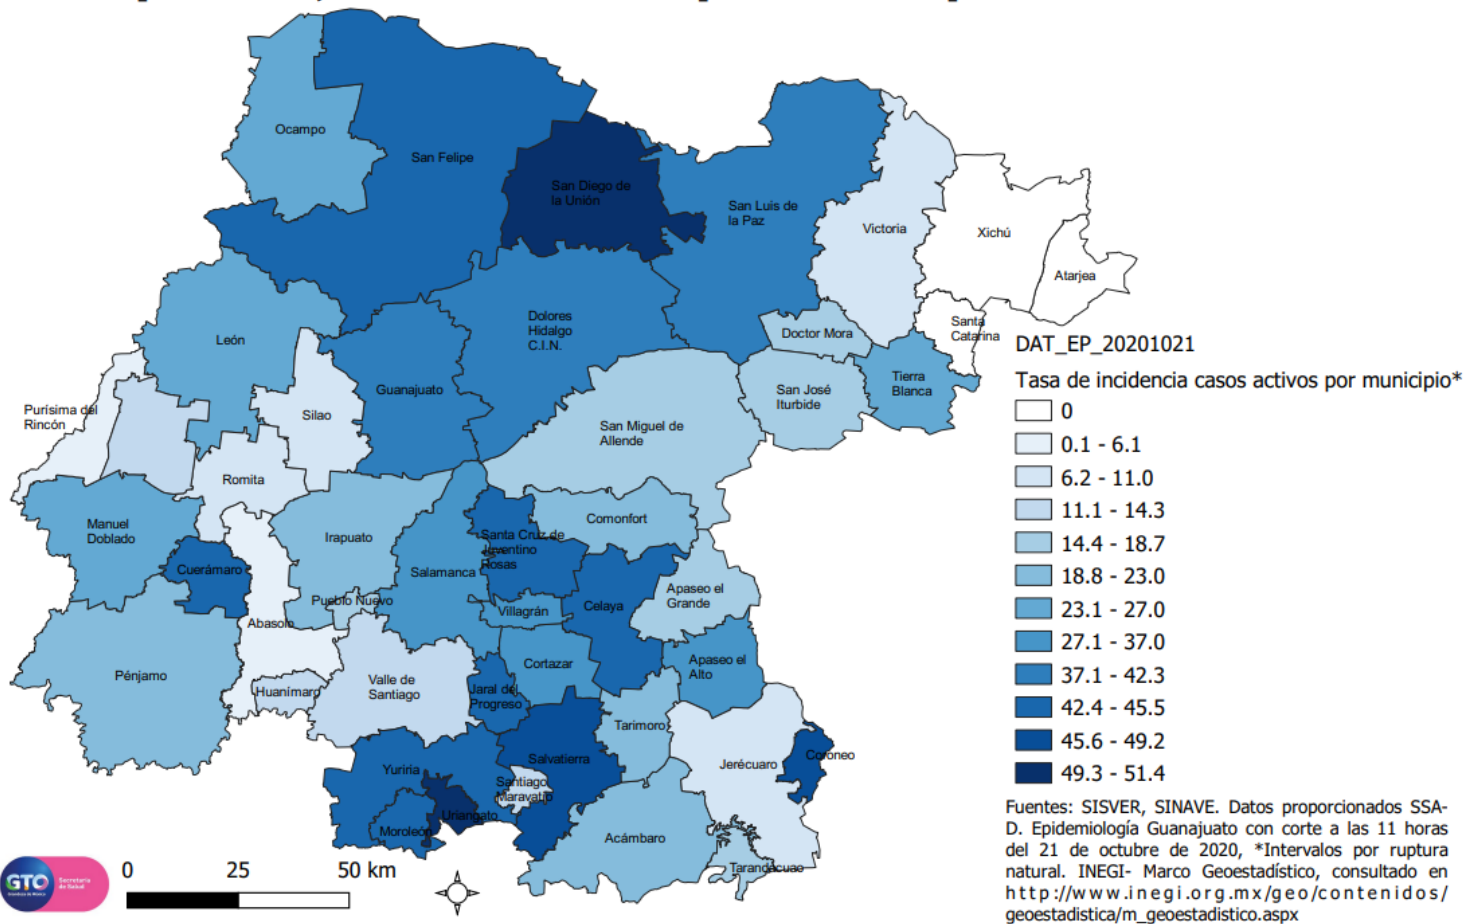 Ocampo
San Felipe
San Diego de
la Unión
San Luis de
la Paz
Victoria
Xichú
Atarjea
León
Dolores
Hidalgo
C.I.N.
Doctor Mora
Santa
Catarina
Guanajuato
Tierra
Blanca
San José
Iturbide
Purísima del
Rincón
Silao
San Miguel de
Allende
Romita
Manuel
Doblado
Irapuato
Comonfort
Santa Cruz de
Juventino
Rosas
Cuerámaro
Salamanca
Apaseo el
Grande
Pueblo Nuevo
Villagrán
Celaya
Abasolo
Pénjamo
Valle de
Santiago
Huanímaro
Cortazar
Apaseo el
Alto
Jaral del
Progreso
Tarimoro
Yuriria
Salvatierra
Jerécuaro
Coroneo
Santiago
Maravatío
Uriangato
Moroleón
Acámbaro
Tarandacuao
DAT_EP_20201021
Tasa de incidencia casos activos por municipio*
0
0.1 - 6.1
6.2 - 11.0
11.1 - 14.3
14.4 - 18.7
18.8 - 23.0
23.1 - 27.0
27.1 - 37.0
37.1 - 42.3
42.4 - 45.5
45.6 - 49.2
49.3 - 51.4
Fuentes: SISVER, SINAVE. Datos proporcionados SSA-
D. Epidemiología Guanajuato con corte a las 11 horas
del 21 de octubre de 2020, *Intervalos por ruptura
natural. INEGI- Marco Geoestadístico, consultado en
http://www.inegi.org.mx/geo/contenidos/
geoestadistica/m_geoestadistico.aspx
GTO
Secretaría
de Salud
0 25 50 km